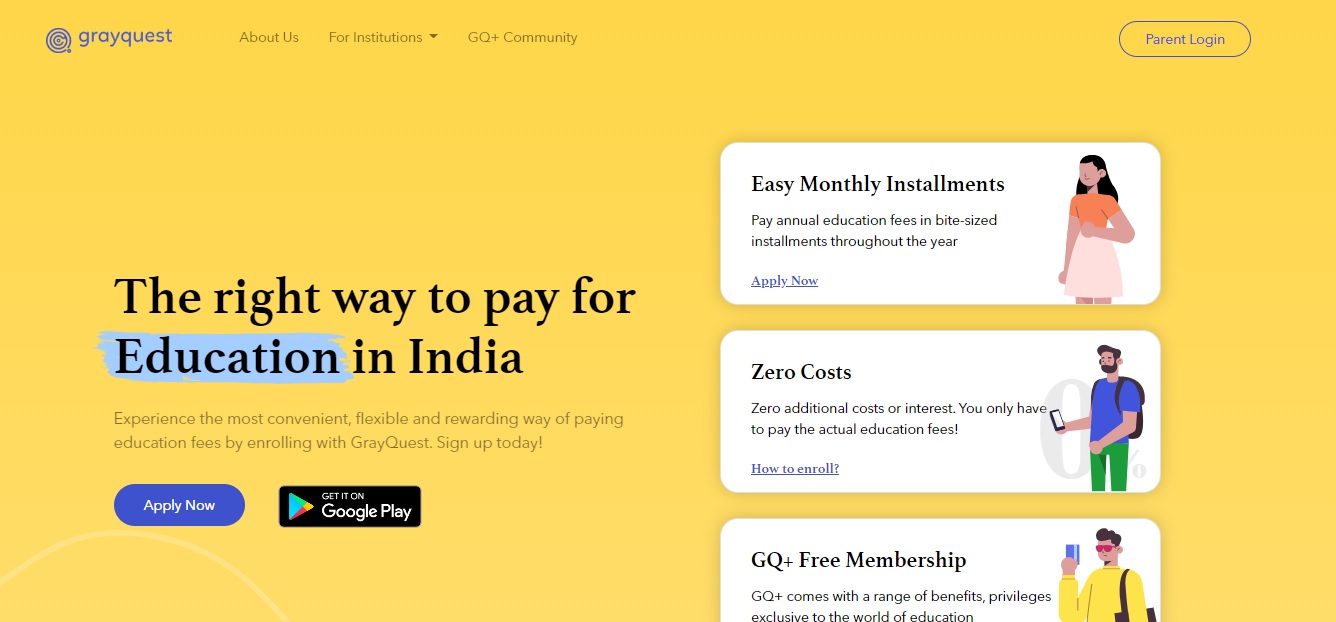 grayquest
About Us
For Institutions
GQ+ Community
Parent Login
The right way to pay for
Education in India
Experience the most convenient, flexible and rewarding way of paying
education fees by enrolling with GrayQuest. Sign up today!
Apply Now
GET IT ON
Google Play
Easy Monthly Installments
Pay annual education fees in bite-sized
installments throughout the year
Apply Now
Zero Costs
Zero additional costs or interest. You only have
to pay the actual education fees!
How to enroll?
0%
GQ+ Free Membership
GQ+ comes with a range of benefits, privileges
exclusive to the world of education